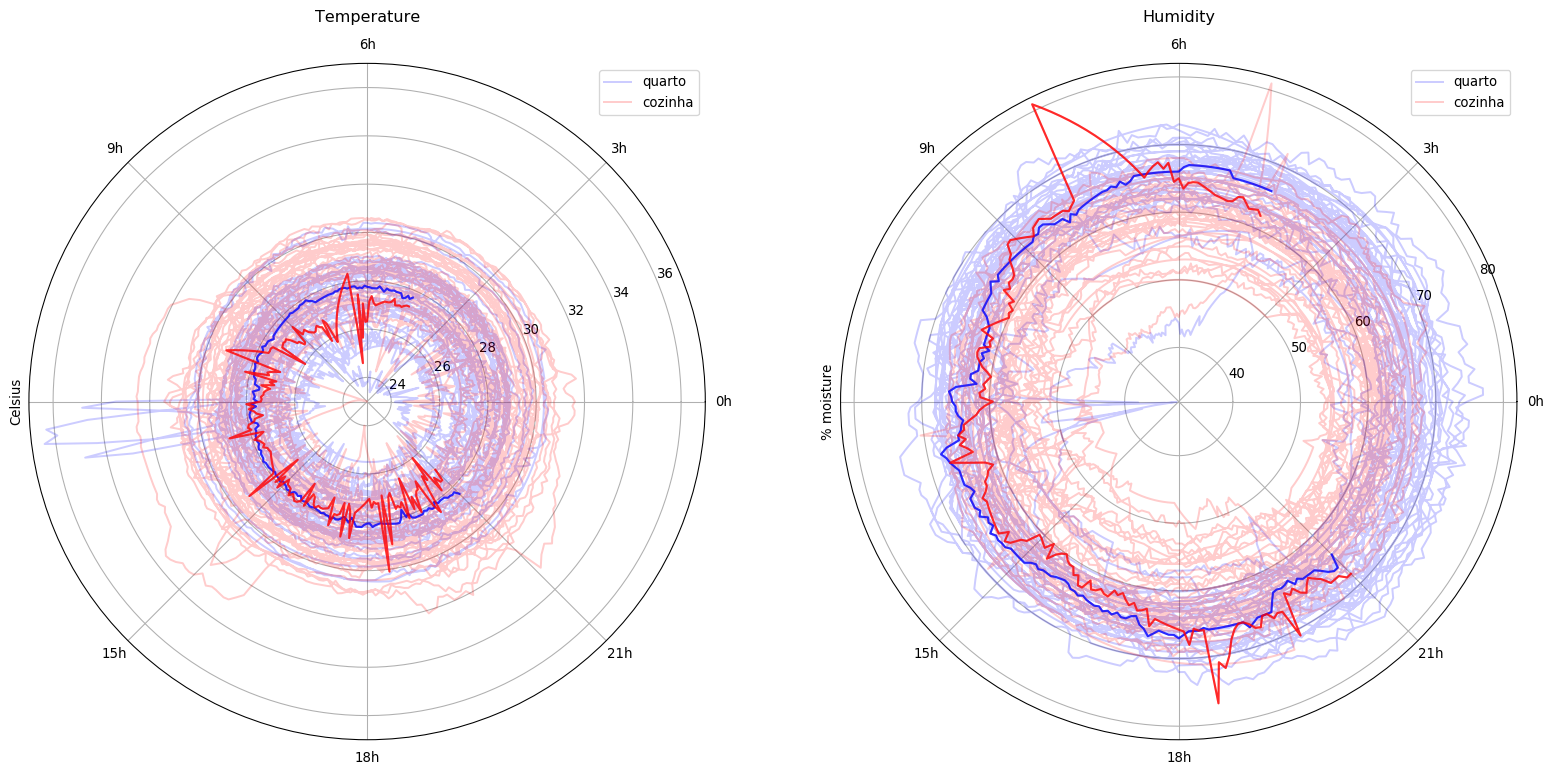 Temperature
6h
quarto
cozinha
9h
3h
36
34
32
30
28
26
24
0h
Celsius
15h
21h
18h
Humidity
6h
quarto
cozinha
9h
3h
80
70
60
50
40
0h
% moisture
15h
21h
18h